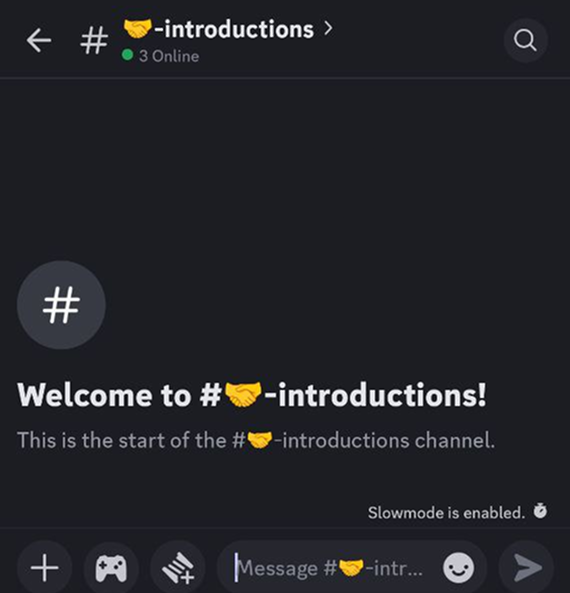 # 🤝-introductions
3 Online
#
Welcome to #🤝-introductions!
This is the start of the #🤝-introductions channel.
Slowmode is enabled.
Message #🤝-intr...